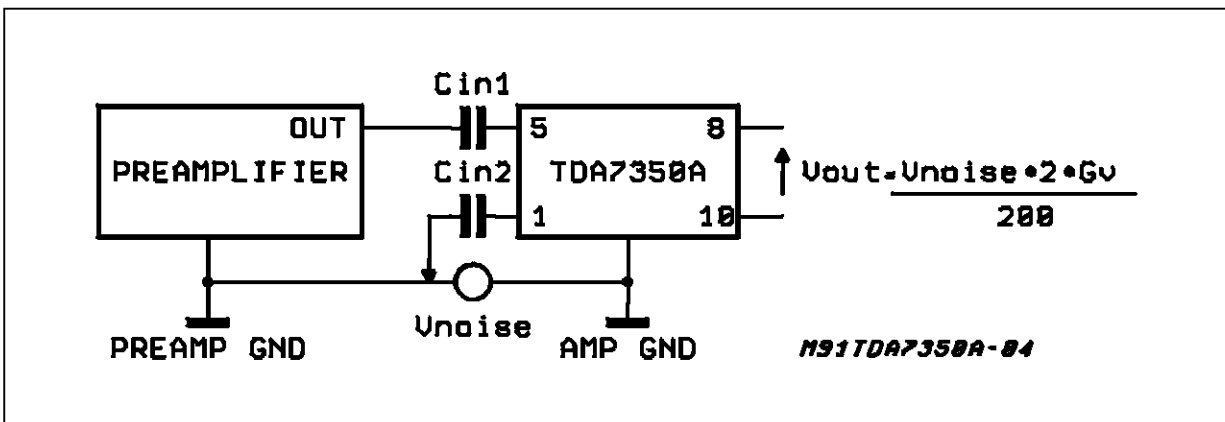 Cin1
OUT
5
8
PREAMPLIFIER
Cin2
TDA7350A
Vout=Vnoise*2*Gv
1
10
200
Vnoise
PREAMP GND
AMP GND
M91TDA7350A-04